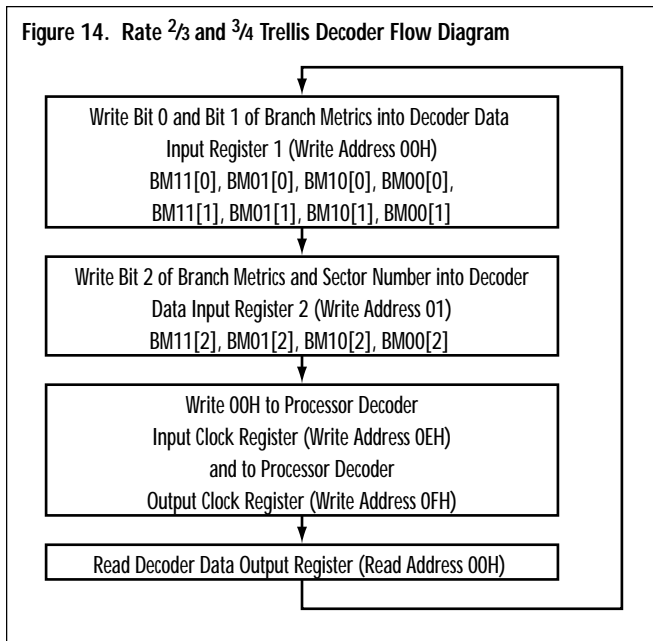 Figure 14. Rate 2/3 and 3/4 Trellis Decoder Flow Diagram
Write Bit 0 and Bit 1 of Branch Metrics into Decoder Data
Input Register 1 (Write Address 00H)
BM11[0], BM01[0], BM10[0], BM00[0],
BM11[1], BM01[1], BM10[1], BM00[1]
Write Bit 2 of Branch Metrics and Sector Number into Decoder
Data Input Register 2 (Write Address 01)
BM11[2], BM01[2], BM10[2], BM00[2]
Write 00H to Processor Decoder
Input Clock Register (Write Address 0EH)
and to Processor Decoder
Output Clock Register (Write Address 0FH)
Read Decoder Data Output Register (Read Address 00H)